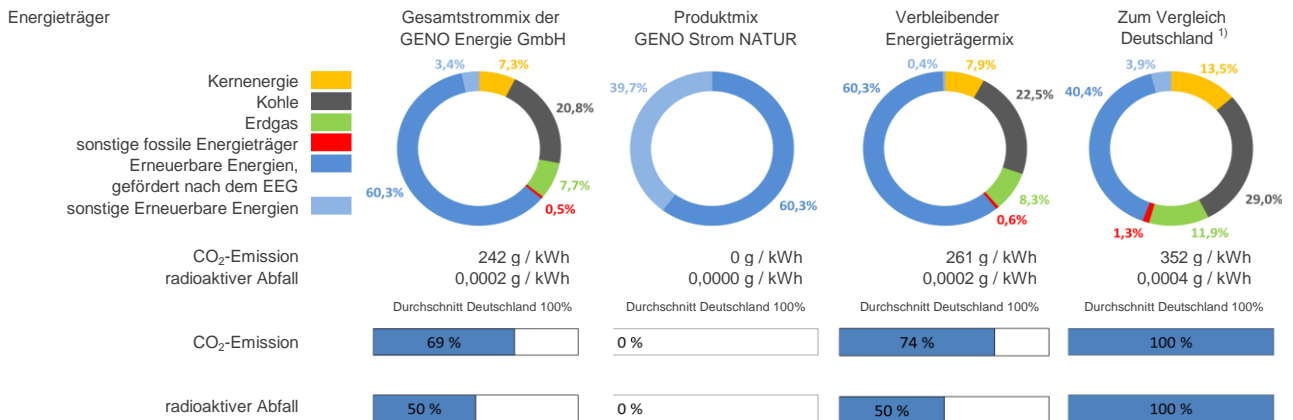 Energieträger
Gesamtstrommix der
GENO Energie GmbH
Produktmix
GENO Strom NATUR
Verbleibender
Energieträgermix
Zum Vergleich
Deutschland 1)
Kernenergie
Kohle
Erdgas
sonstige fossile Energieträger
Erneuerbare Energien,
gefördert nach dem EEG
sonstige Erneuerbare Energien
3,4%
7,3%
20,8%
7,7%
0,5%
60,3%
39,7%
60,3%
0,4%
7,9%
22,5%
8,3%
0,6%
60,3%
3,9%
13,5%
29,0%
11,9%
1,3%
40,4%
CO2-Emission 242 g / kWh 0 g / kWh 261 g / kWh 352 g / kWh
radioaktiver Abfall 0,0002 g / kWh 0,0000 g / kWh 0,0002 g / kWh 0,0004 g / kWh
Durchschnitt Deutschland 100% Durchschnitt Deutschland 100% Durchschnitt Deutschland 100% Durchschnitt Deutschland 100%
CO2-Emission 69 % 0 % 74 % 100 %
radioaktiver Abfall 50 % 0 % 50 % 100 %